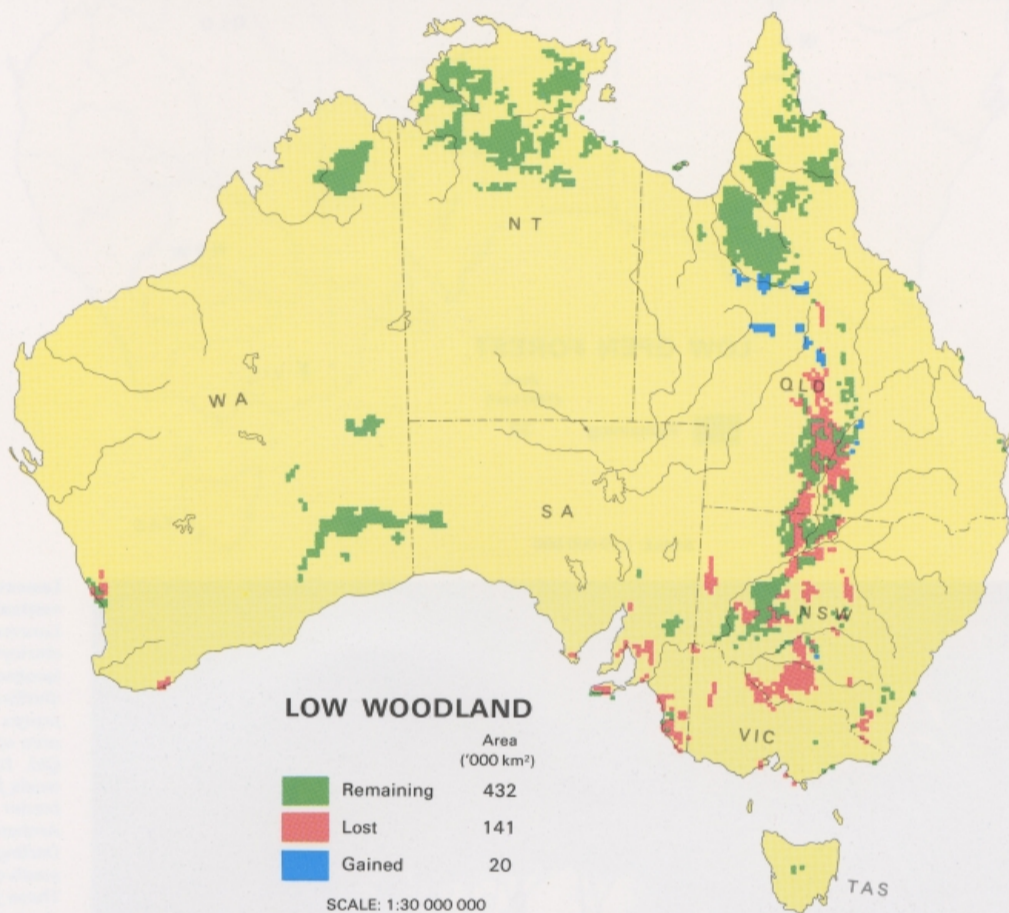 NT
WA
QLD
SA
NSW
VIC
TAS
LOW WOODLAND
Area
('000 km²)
Remaining 432
Lost 141
Gained 20
SCALE: 1:30 000 000